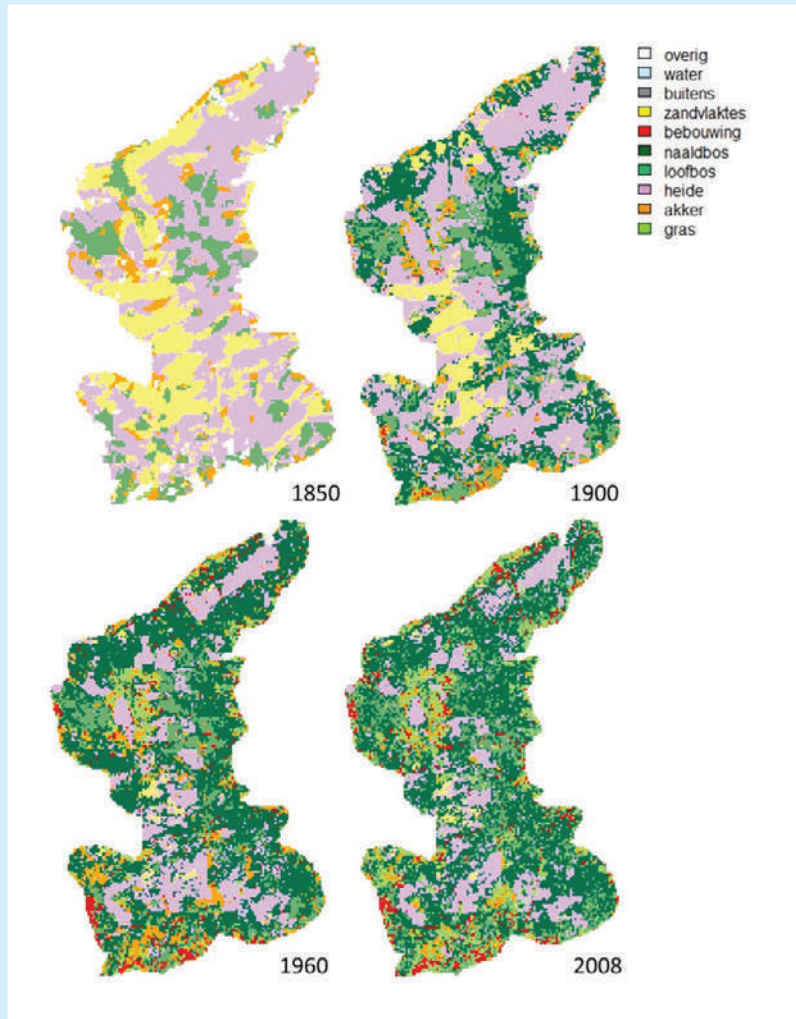 overig
water
buitens
zandvlaktes
bebouwing
naaldbos
loofbos
heide
akker
gras
1850
1900
1960
2008